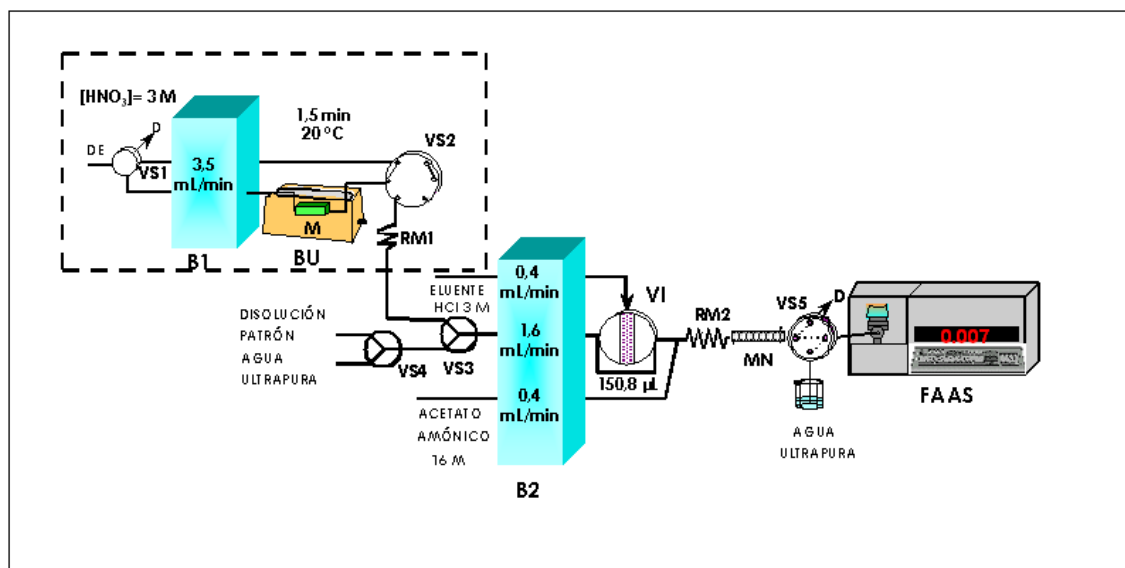 [HNO3]= 3 M
1,5 min
20 ºC
VS2
DE
D
VS1
3,5
mL/min
M
RM1
B1
BU
0,4
mL/min
VI
ELUENTE
HCl 3 M
VS5
D
RM2
DISOLUCIÓN
PATRÓN
1,6
mL/min
0.007
AGUA
ULTRAPURA
VS4
VS3
MN
150,8 µL
FAAS
0,4
mL/min
ACETATO
AMÓNICO
16 M
AGUA
ULTRAPURA
B2